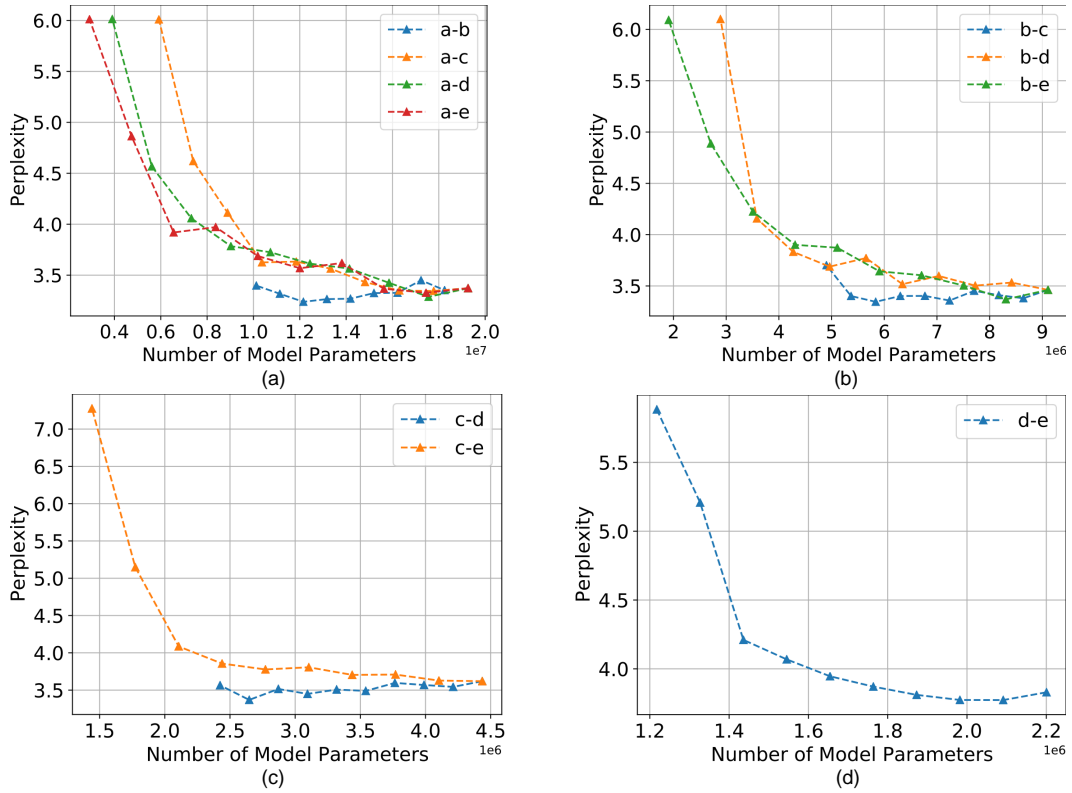 6.0
5.5
5.0
4.5
4.0
3.5
Perplexity
a-b
a-c
a-d
a-e
0.4 0.6 0.8 1.0 1.2 1.4 1.6 1.8 2.0
1e7
Number of Model Parameters
(a)
6.0
5.5
5.0
4.5
4.0
3.5
Perplexity
b-c
b-d
b-e
2 3 4 5 6 7 8 9
1e6
Number of Model Parameters
(b)
7.0
6.5
6.0
5.5
5.0
4.5
4.0
3.5
Perplexity
c-d
c-e
1.5 2.0 2.5 3.0 3.5 4.0 4.5
1e6
Number of Model Parameters
(c)
5.5
5.0
4.5
4.0
Perplexity
d-e
1.2 1.4 1.6 1.8 2.0 2.2
1e6
Number of Model Parameters
(d)